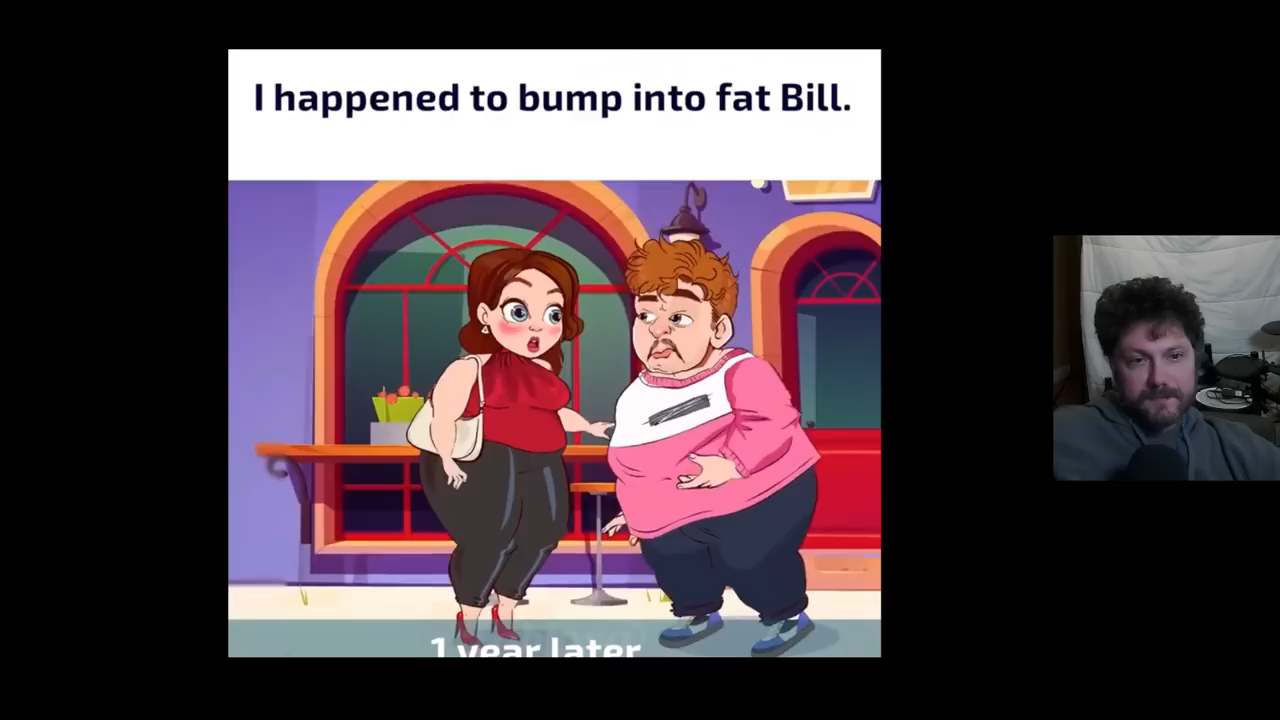 I happened to bump into fat Bill.
1 year later